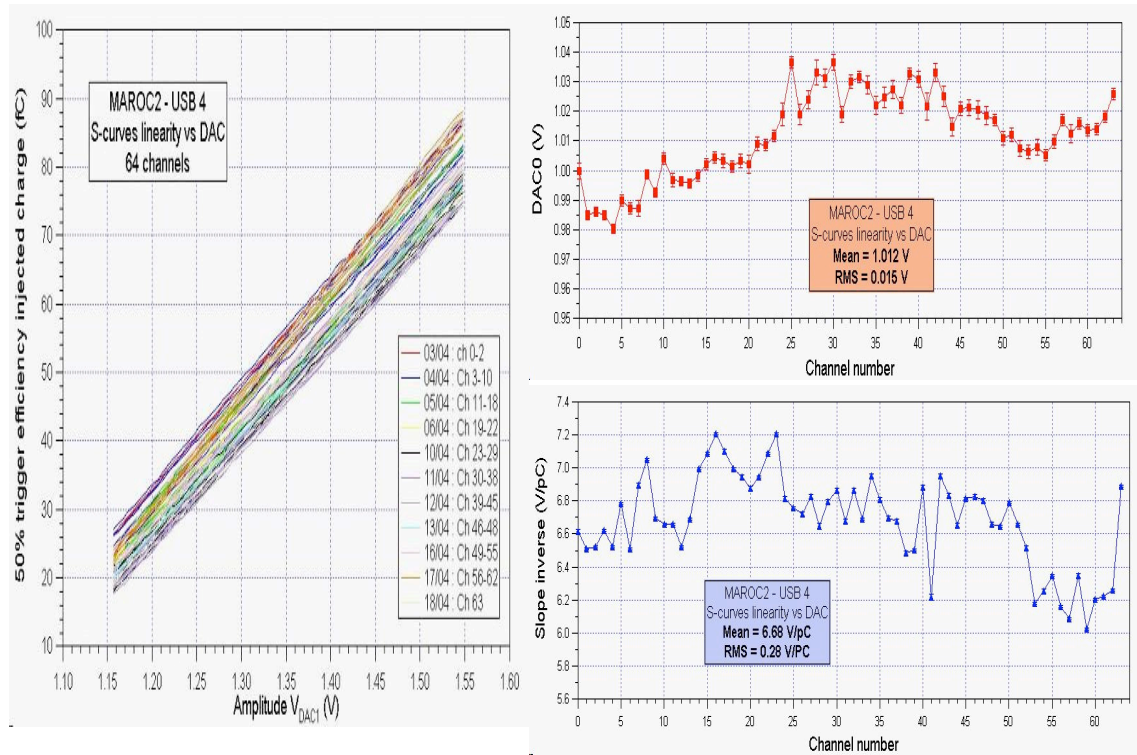 100
90
80
70
60
50
40
30
20
10
50% trigger efficiency injected charge (fC)
MAROC2 - USB 4
S-curves linearity vs DAC
64 channels
03/04 : ch 0-2
04/04 : Ch 3-10
05/04 : Ch 11-18
06/04 : Ch 19-22
10/04 : Ch 23-29
11/04 : Ch 30-38
12/04 : Ch 39-45
13/04 : Ch 46-48
16/04 : Ch 49-55
17/04 : Ch 56-62
18/04 : Ch 63
1.10 1.15 1.20 1.25 1.30 1.35 1.40 1.45 1.50 1.55 1.60
Amplitude VDAC1 (V)
1.05
1.04
1.03
1.02
1.01
1.00
0.99
0.98
0.97
0.96
0.95
DAC0 (V)
MAROC2 - USB 4
S-curves linearity vs DAC
Mean = 1.012 V
RMS = 0.015 V
0 5 10 15 20 25 30 35 40 45 50 55 60
Channel number
7.4
7.2
7.0
6.8
6.6
6.4
6.2
6.0
5.8
5.6
Slope inverse (V/pC)
MAROC2 - USB 4
S-curves linearity vs DAC
Mean = 6.68 V/pC
RMS = 0.28 V/PC
0 5 10 15 20 25 30 35 40 45 50 55 60
Channel number